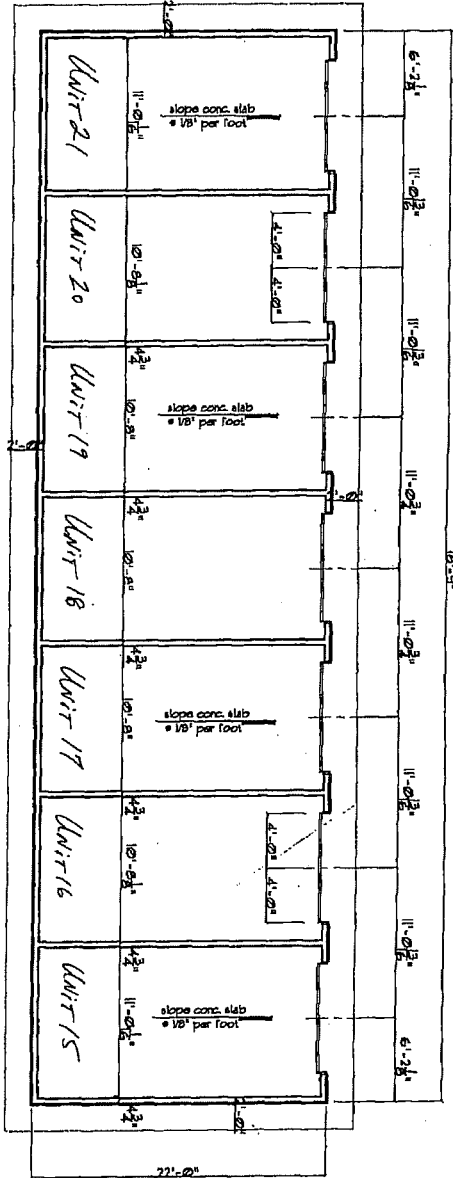 2'-0"
6'-2 1/8"
Unit 21
11'-0 1/16"
slope conc. slab
@ 1/8" per foot
11'-0 13/16"
Unit 20
10'-8 1/8"
4'-0"
4'-0"
11'-0 13/16"
4 3/4"
Unit 19
10'-8"
slope conc. slab
@ 1/8" per foot
2'-0"
11'-0 3/4"
4 3/4"
2'-0"
Unit 18
10'-8"
11'-0 3/4"
4 3/4"
Unit 17
10'-8"
slope conc. slab
@ 1/8" per foot
11'-0 13/16"
4 3/4"
Unit 16
10'-8 1/8"
4'-0"
4'-0"
11'-0 13/16"
4 3/4"
Unit 15
11'-0 1/16"
slope conc. slab
@ 1/8" per foot
6'-2 1/8"
4 3/4"
2'-0"
22'-0"